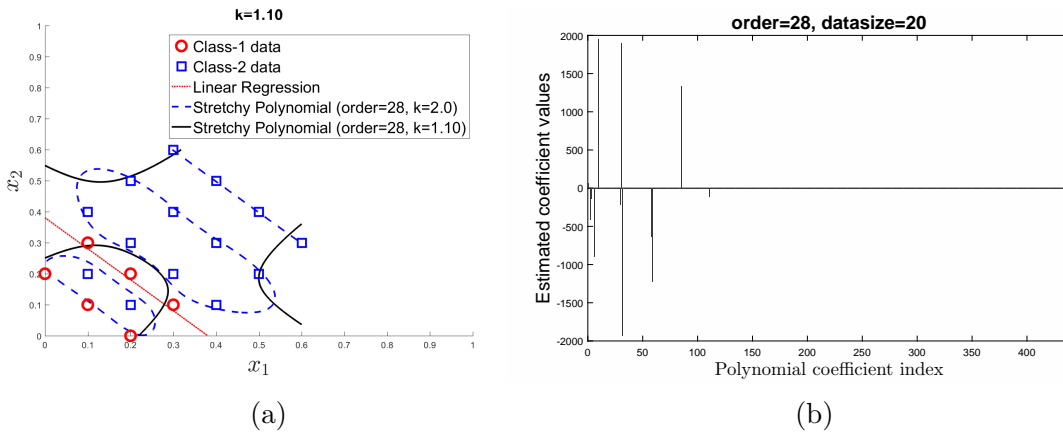 k=1.10
1
0.9
0.8
0.7
0.6
0.5
0.4
0.3
0.2
0.1
0
0 0.1 0.2 0.3 0.4 0.5 0.6 0.7 0.8 0.9 1
x2
x1
Class-1 data
Class-2 data
Linear Regression
Stretchy Polynomial (order=28, k=2.0)
Stretchy Polynomial (order=28, k=1.10)
(a)
order=28, datasize=20
2000
1500
1000
500
0
-500
-1000
-1500
-2000
0 50 100 150 200 250 300 350 400
Estimated coefficient values
Polynomial coefficient index
(b)